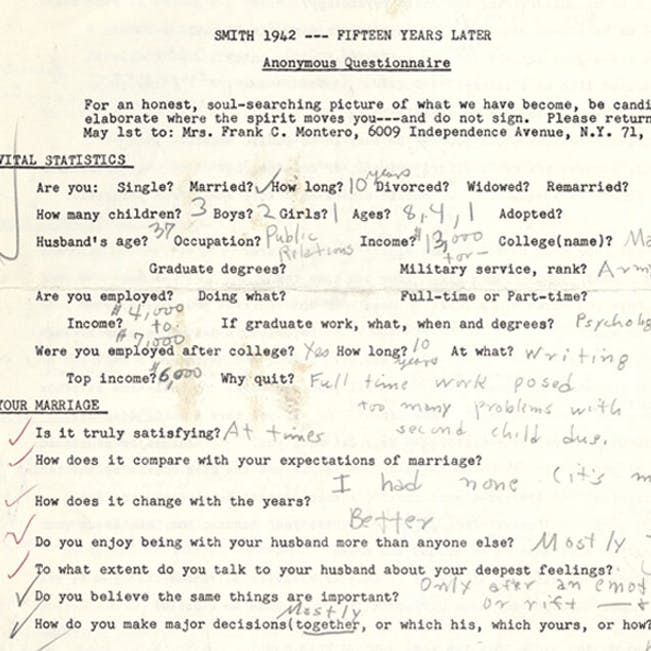 SMITH 1942 --- FIFTEEN YEARS LATER
Anonymous Questionnaire
For an honest, soul-searching picture of what we have become, be candi
elaborate where the spirit moves you---and do not sign. Please return
May 1st to: Mrs. Frank C. Montero, 6009 Independence Avenue, N.Y. 71,
VITAL STATISTICS
Are you: Single? Married? ✓ How long? 10 years Divorced? Widowed? Remarried?
How many children? 3 Boys? 2 Girls? 1 Ages? 8, 4, 1 Adopted?
Husband's age? 37 Occupation? Public Relations Income? $13,000 College(name)? Ma
Graduate degrees? Military service, rank? Arm
Are you employed? Doing what? Full-time or Part-time?
Income? $4,000 to $7,000 If graduate work, what, when and degrees? Psycholog
Were you employed after college? Yes How long? 10 years At what? Writing
Top income? $6,000 Why quit? Full time work posed
too many problems with
second child due.
YOUR MARRIAGE
Is it truly satisfying? At times
How does it compare with your expectations of marriage?
I had none (it's m
How does it change with the years?
Better
Do you enjoy being with your husband more than anyone else? Mostly
To what extent do you talk to your husband about your deepest feelings?
Only after an emot
or rift
Do you believe the same things are important?
Mostly
How do you make major decisions(together, or which his, which yours, or how?